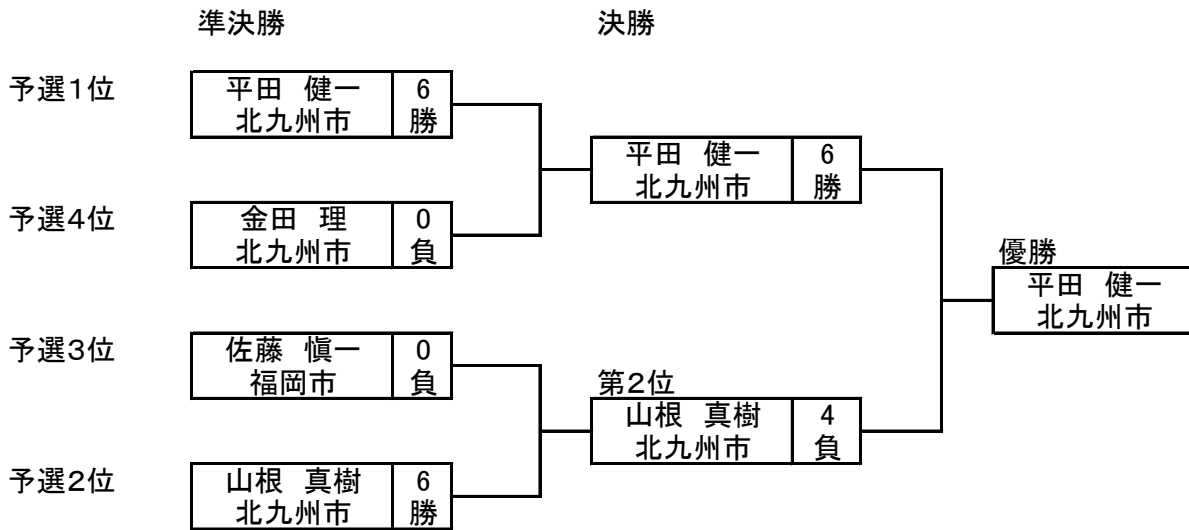 準決勝 決勝
予選1位 平田 健一 6
北九州市 勝
平田 健一 6
北九州市 勝
予選4位 金田 理 0
北九州市 負
優勝
平田 健一
北九州市
予選3位 佐藤 愼一 0
福岡市 負
第2位
山根 真樹 4
北九州市 負
予選2位 山根 真樹 6
北九州市 勝